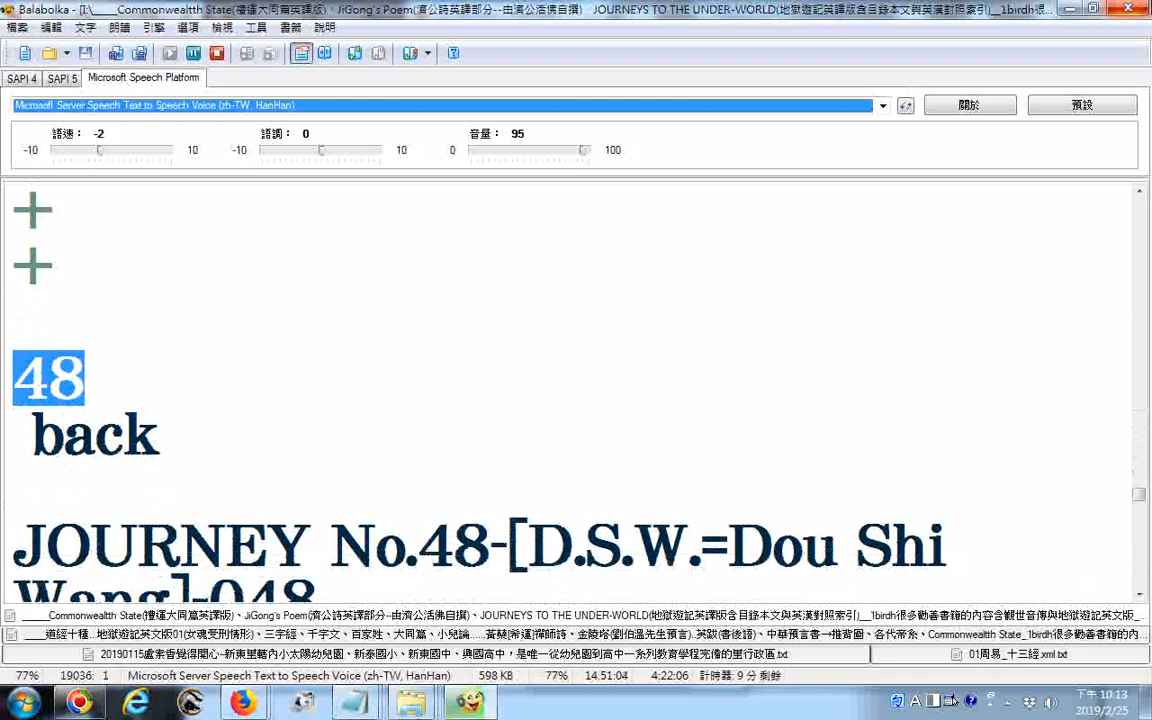 Balabolka - [I:\_____Commonwealtth State(禮運大同篇英譯版)、JiGong's Poem(濟公詩英譯部分--由濟公活佛自撰)、JOURNEYS TO THE UNDER-WORLD(地獄遊記英譯版含目錄本文與英漢對照索引)__1birdh很...
檔案 編輯 文字 朗讀 引擎 選項 檢視 工具 書籤 說明
SAPI 4 SAPI 5 Microsoft Speech Platform
Microsoft Server Speech Text to Speech Voice (zh-TW, HanHan) 關於 預設
語速： -2 語調： 0 音量： 95
-10 10 -10 10 0 100
+
+
48
back
JOURNEY No.48-[D.S.W.=Dou Shi
Wang]-048
_____Commonwealtth State(禮運大同篇英譯版)、JiGong's Poem(濟公詩英譯部分--由濟公活佛自撰)、JOURNEYS TO THE UNDER-WORLD(地獄遊記英譯版含目錄本文與英漢對照索引)__1birdh很多勸善書籍的內容含觀世音傳與地獄遊記英文版_...
_____道經十種...地獄遊記英文版01(女魂受刑情形)、三字經、千字文、百家姓、大同篇、小兒論.....黃蘗[希運]禪師詩、金陵塔(劉伯溫先生預言).英歎(書後語)、中華預言書一推背圖、各代帝系、Commonwealth State_1birdh很多勸善書籍的內...
20190115處案皆覺得開心~新東里轄內小太陽幼兒園、新泰國小、新東國中、興國高中，是唯一從幼兒園到高中一系列教育學程完備的里行政區.txt 01周易_十三經.xml.txt
77% 19036: 1 Microsoft Server Speech Text to Speech Voice (zh-TW, HanHan) 598 KB 77% 14:51:04 4:22:06 計時器： 9 分 剩餘
下午 10:13
2019/2/25